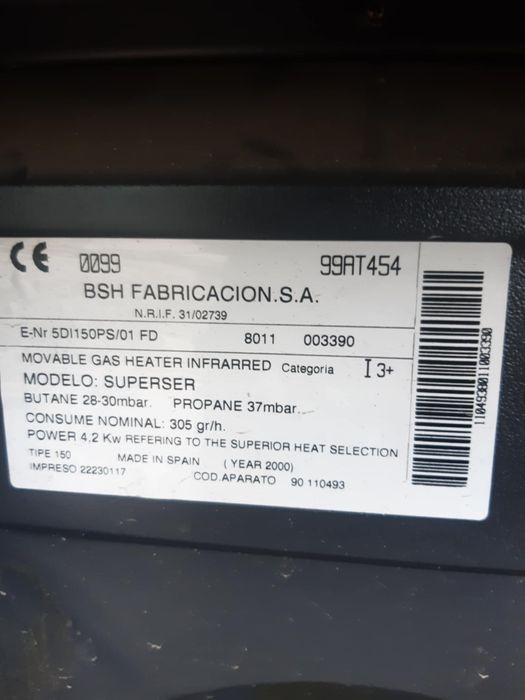 CE 0099 99AT454
BSH FABRICACION.S.A.
N.R.I.F. 31/02739
E-Nr 5DI150PS/01 FD 8011 003390
MOVABLE GAS HEATER INFRARRED Categoria I 3+
MODELO: SUPERSER
BUTANE 28-30mbar. PROPANE 37mbar..
CONSUME NOMINAL: 305 gr/h.
POWER 4,2 Kw REFERING TO THE SUPERIOR HEAT SELECTION
TIPE 150 MADE IN SPAIN (YEAR 2000)
IMPRESO 22230117 COD.APARATO 90 110493
1104938011003390